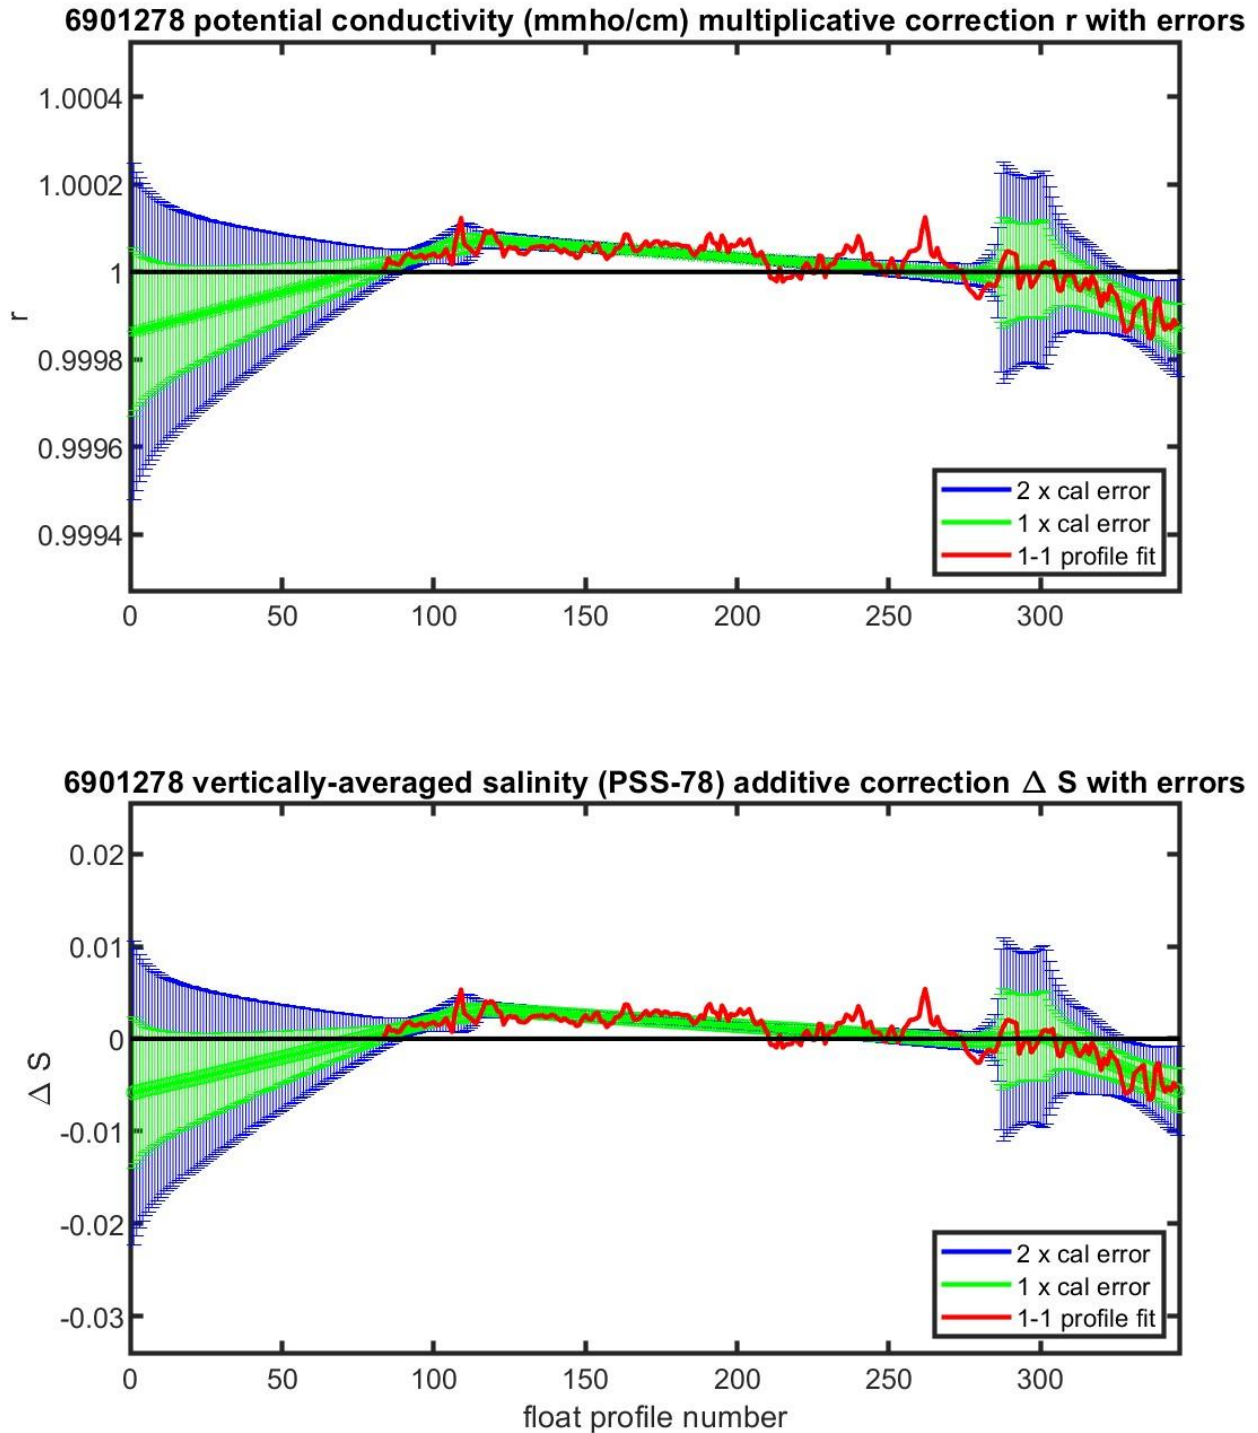 6901278 potential conductivity (mmho/cm) multiplicative correction r with errors
1.0004
1.0002
1
0.9998
0.9996
0.9994
r
2 x cal error
1 x cal error
1-1 profile fit
0 50 100 150 200 250 300
6901278 vertically-averaged salinity (PSS-78) additive correction Δ S with errors
0.02
0.01
0
-0.01
-0.02
-0.03
Δ S
2 x cal error
1 x cal error
1-1 profile fit
0 50 100 150 200 250 300
float profile number